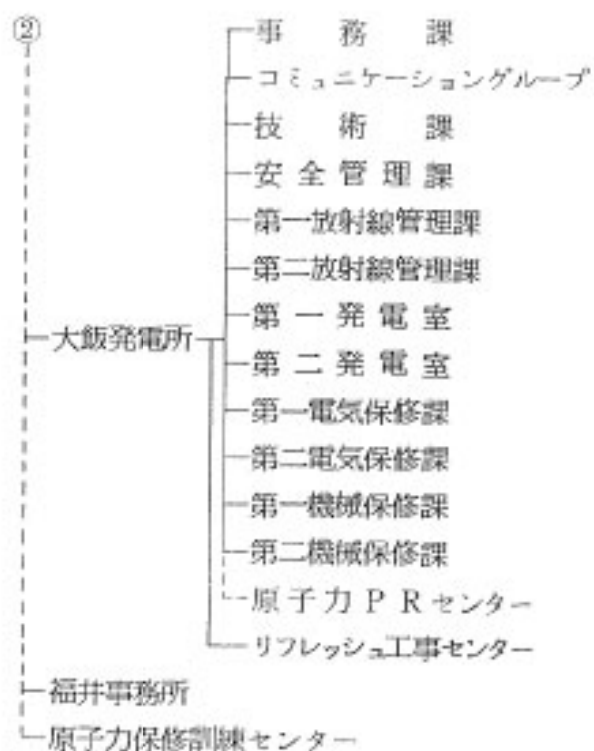 ②
事務課
コミュニケーショングループ
技術課
安全管理課
第一放射線管理課
第二放射線管理課
第一発電室
大飯発電所
第二発電室
第一電気保修課
第二電気保修課
第一機械保修課
第二機械保修課
原子力PRセンター
リフレッシュ工事センター
福井事務所
原子力保修訓練センター